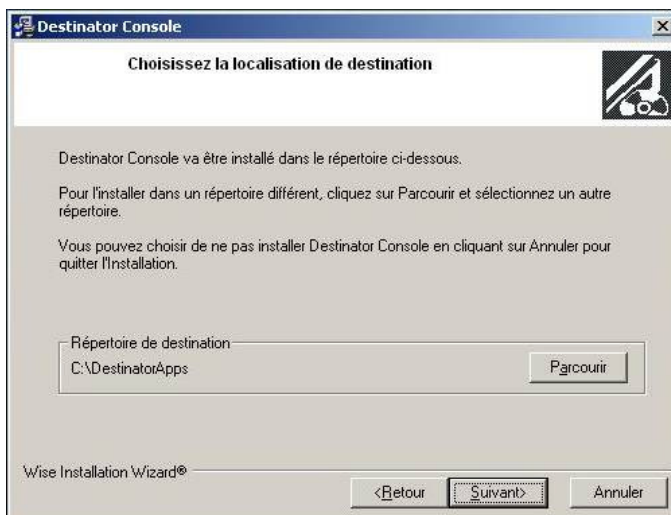 Destinator Console
Choisissez la localisation de destination
Destinator Console va être installé dans le répertoire ci-dessous.
Pour l'installer dans un répertoire différent, cliquez sur Parcourir et sélectionnez un autre
répertoire.
Vous pouvez choisir de ne pas installer Destinator Console en cliquant sur Annuler pour
quitter l'Installation.
Répertoire de destination
C:\DestinatorApps
Parcourir
Wise Installation Wizard®
<Retour
Suivant>
Annuler